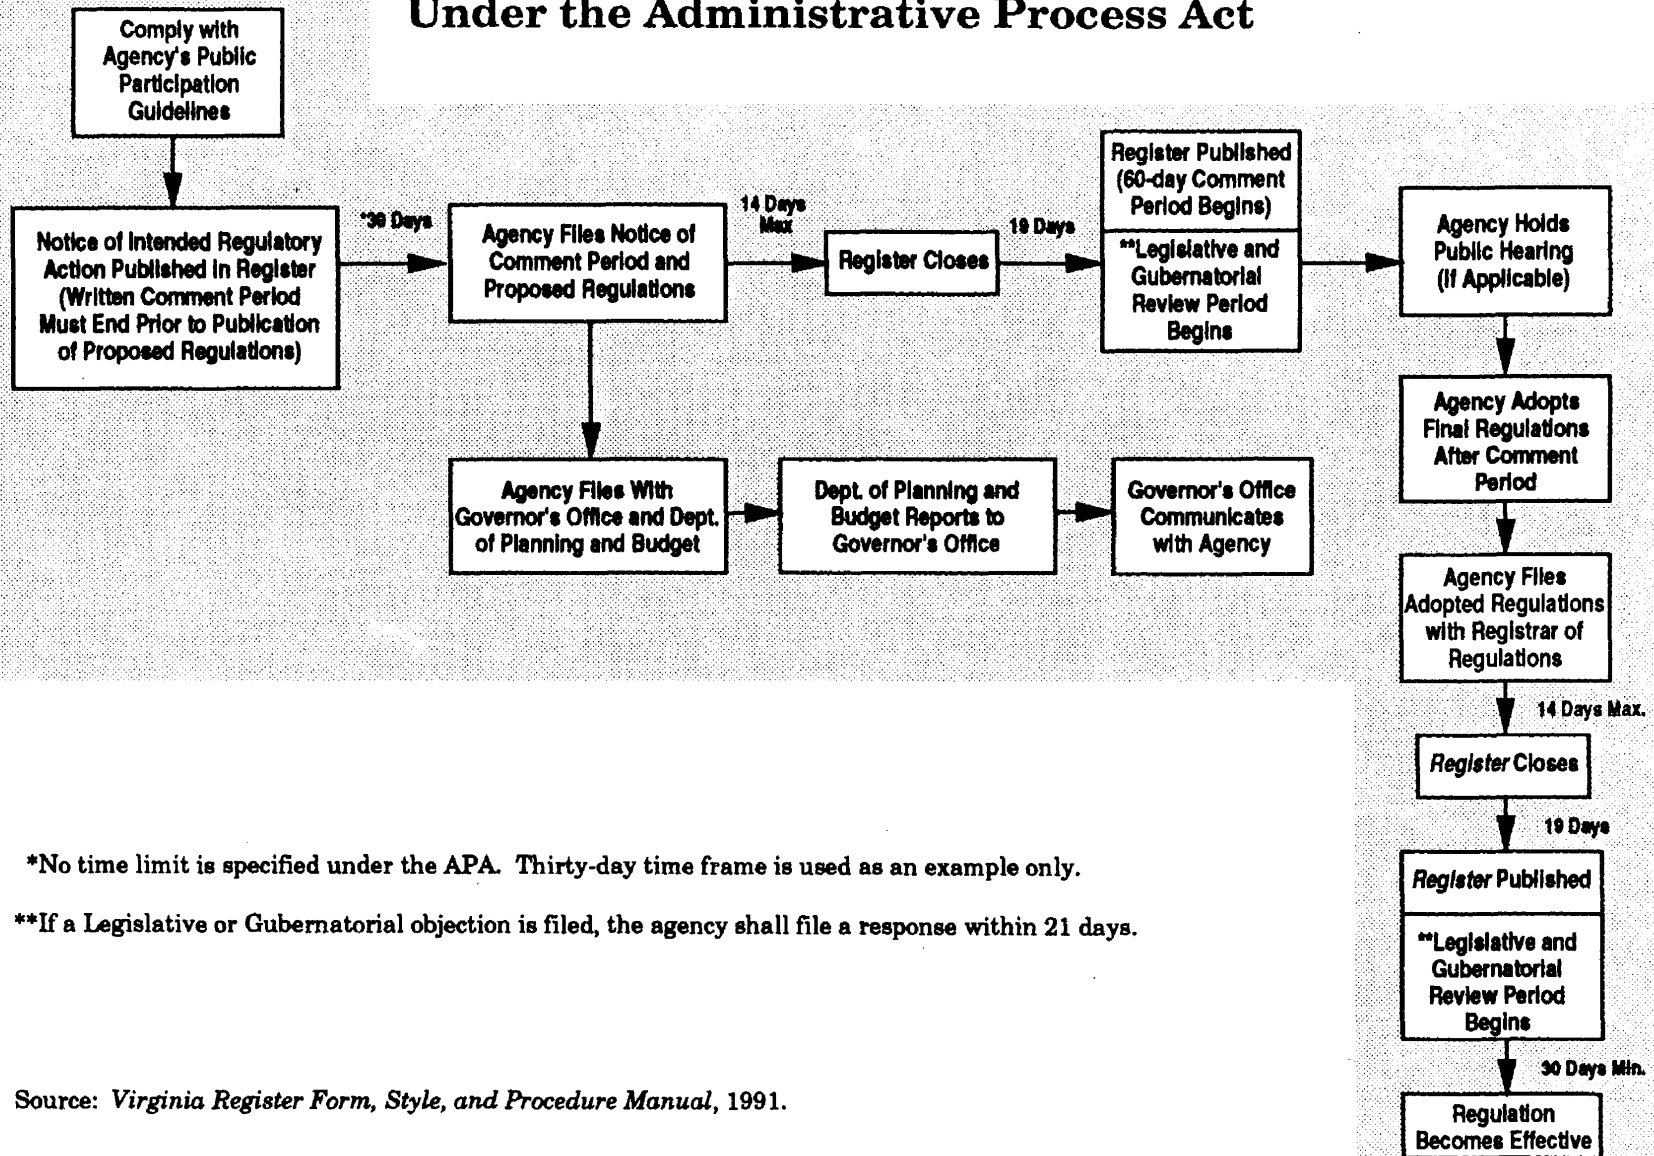 Under the Administrative Process Act
Comply with
Agency's Public
Participation
Guidelines
Notice of Intended Regulatory
Action Published in Register
(Written Comment Period
Must End Prior to Publication
of Proposed Regulations)
*30 Days
Agency Files Notice of
Comment Period and
Proposed Regulations
14 Days
Max
Register Closes
19 Days
Register Published
(60-day Comment
Period Begins)
**Legislative and
Gubernatorial
Review Period
Begins
Agency Holds
Public Hearing
(If Applicable)
Agency Files With
Governor's Office and Dept.
of Planning and Budget
Dept. of Planning and
Budget Reports to
Governor's Office
Governor's Office
Communicates
with Agency
Agency Adopts
Final Regulations
After Comment
Period
Agency Files
Adopted Regulations
with Registrar of
Regulations
14 Days Max.
Register Closes
19 Days
Register Published
**Legislative and
Gubernatorial
Review Period
Begins
30 Days Min.
Regulation
Becomes Effective
*No time limit is specified under the APA. Thirty-day time frame is used as an example only.
**If a Legislative or Gubernatorial objection is filed, the agency shall file a response within 21 days.
Source: Virginia Register Form, Style, and Procedure Manual, 1991.